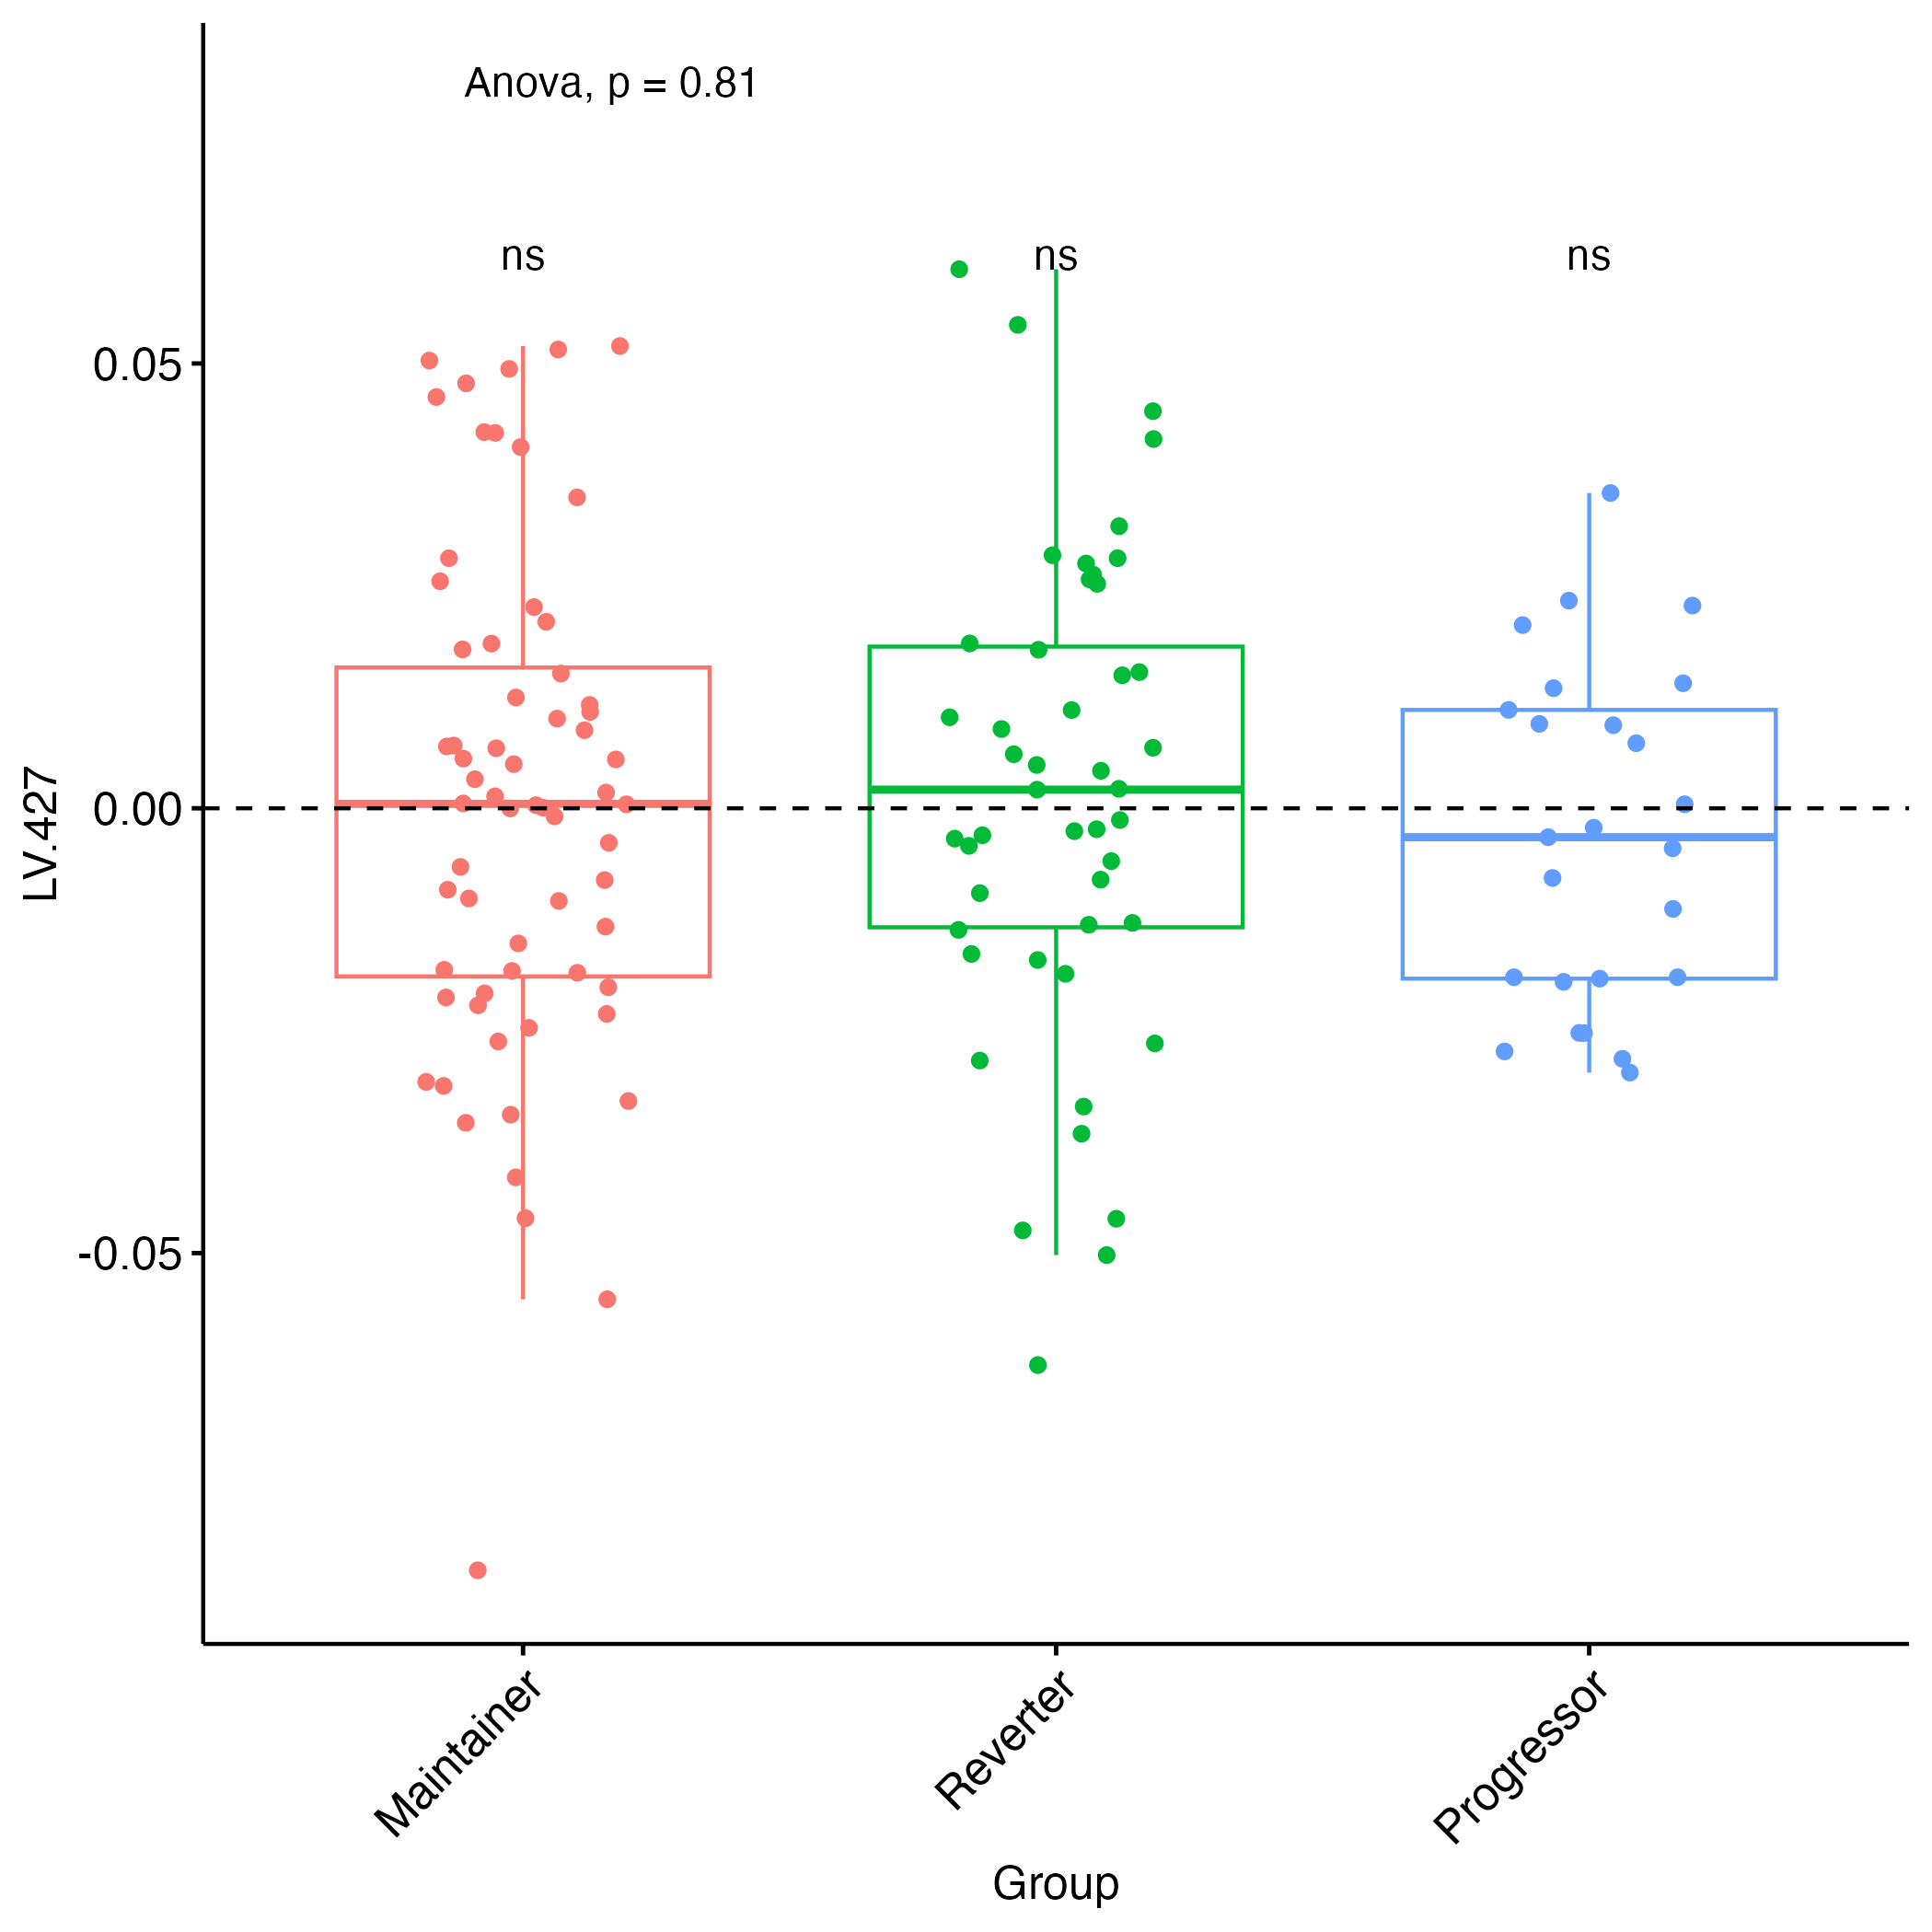 Anova, p = 0.81
ns ns ns
0.05
0.00
-0.05
LV.427
Maintainer Reverter Progressor
Group